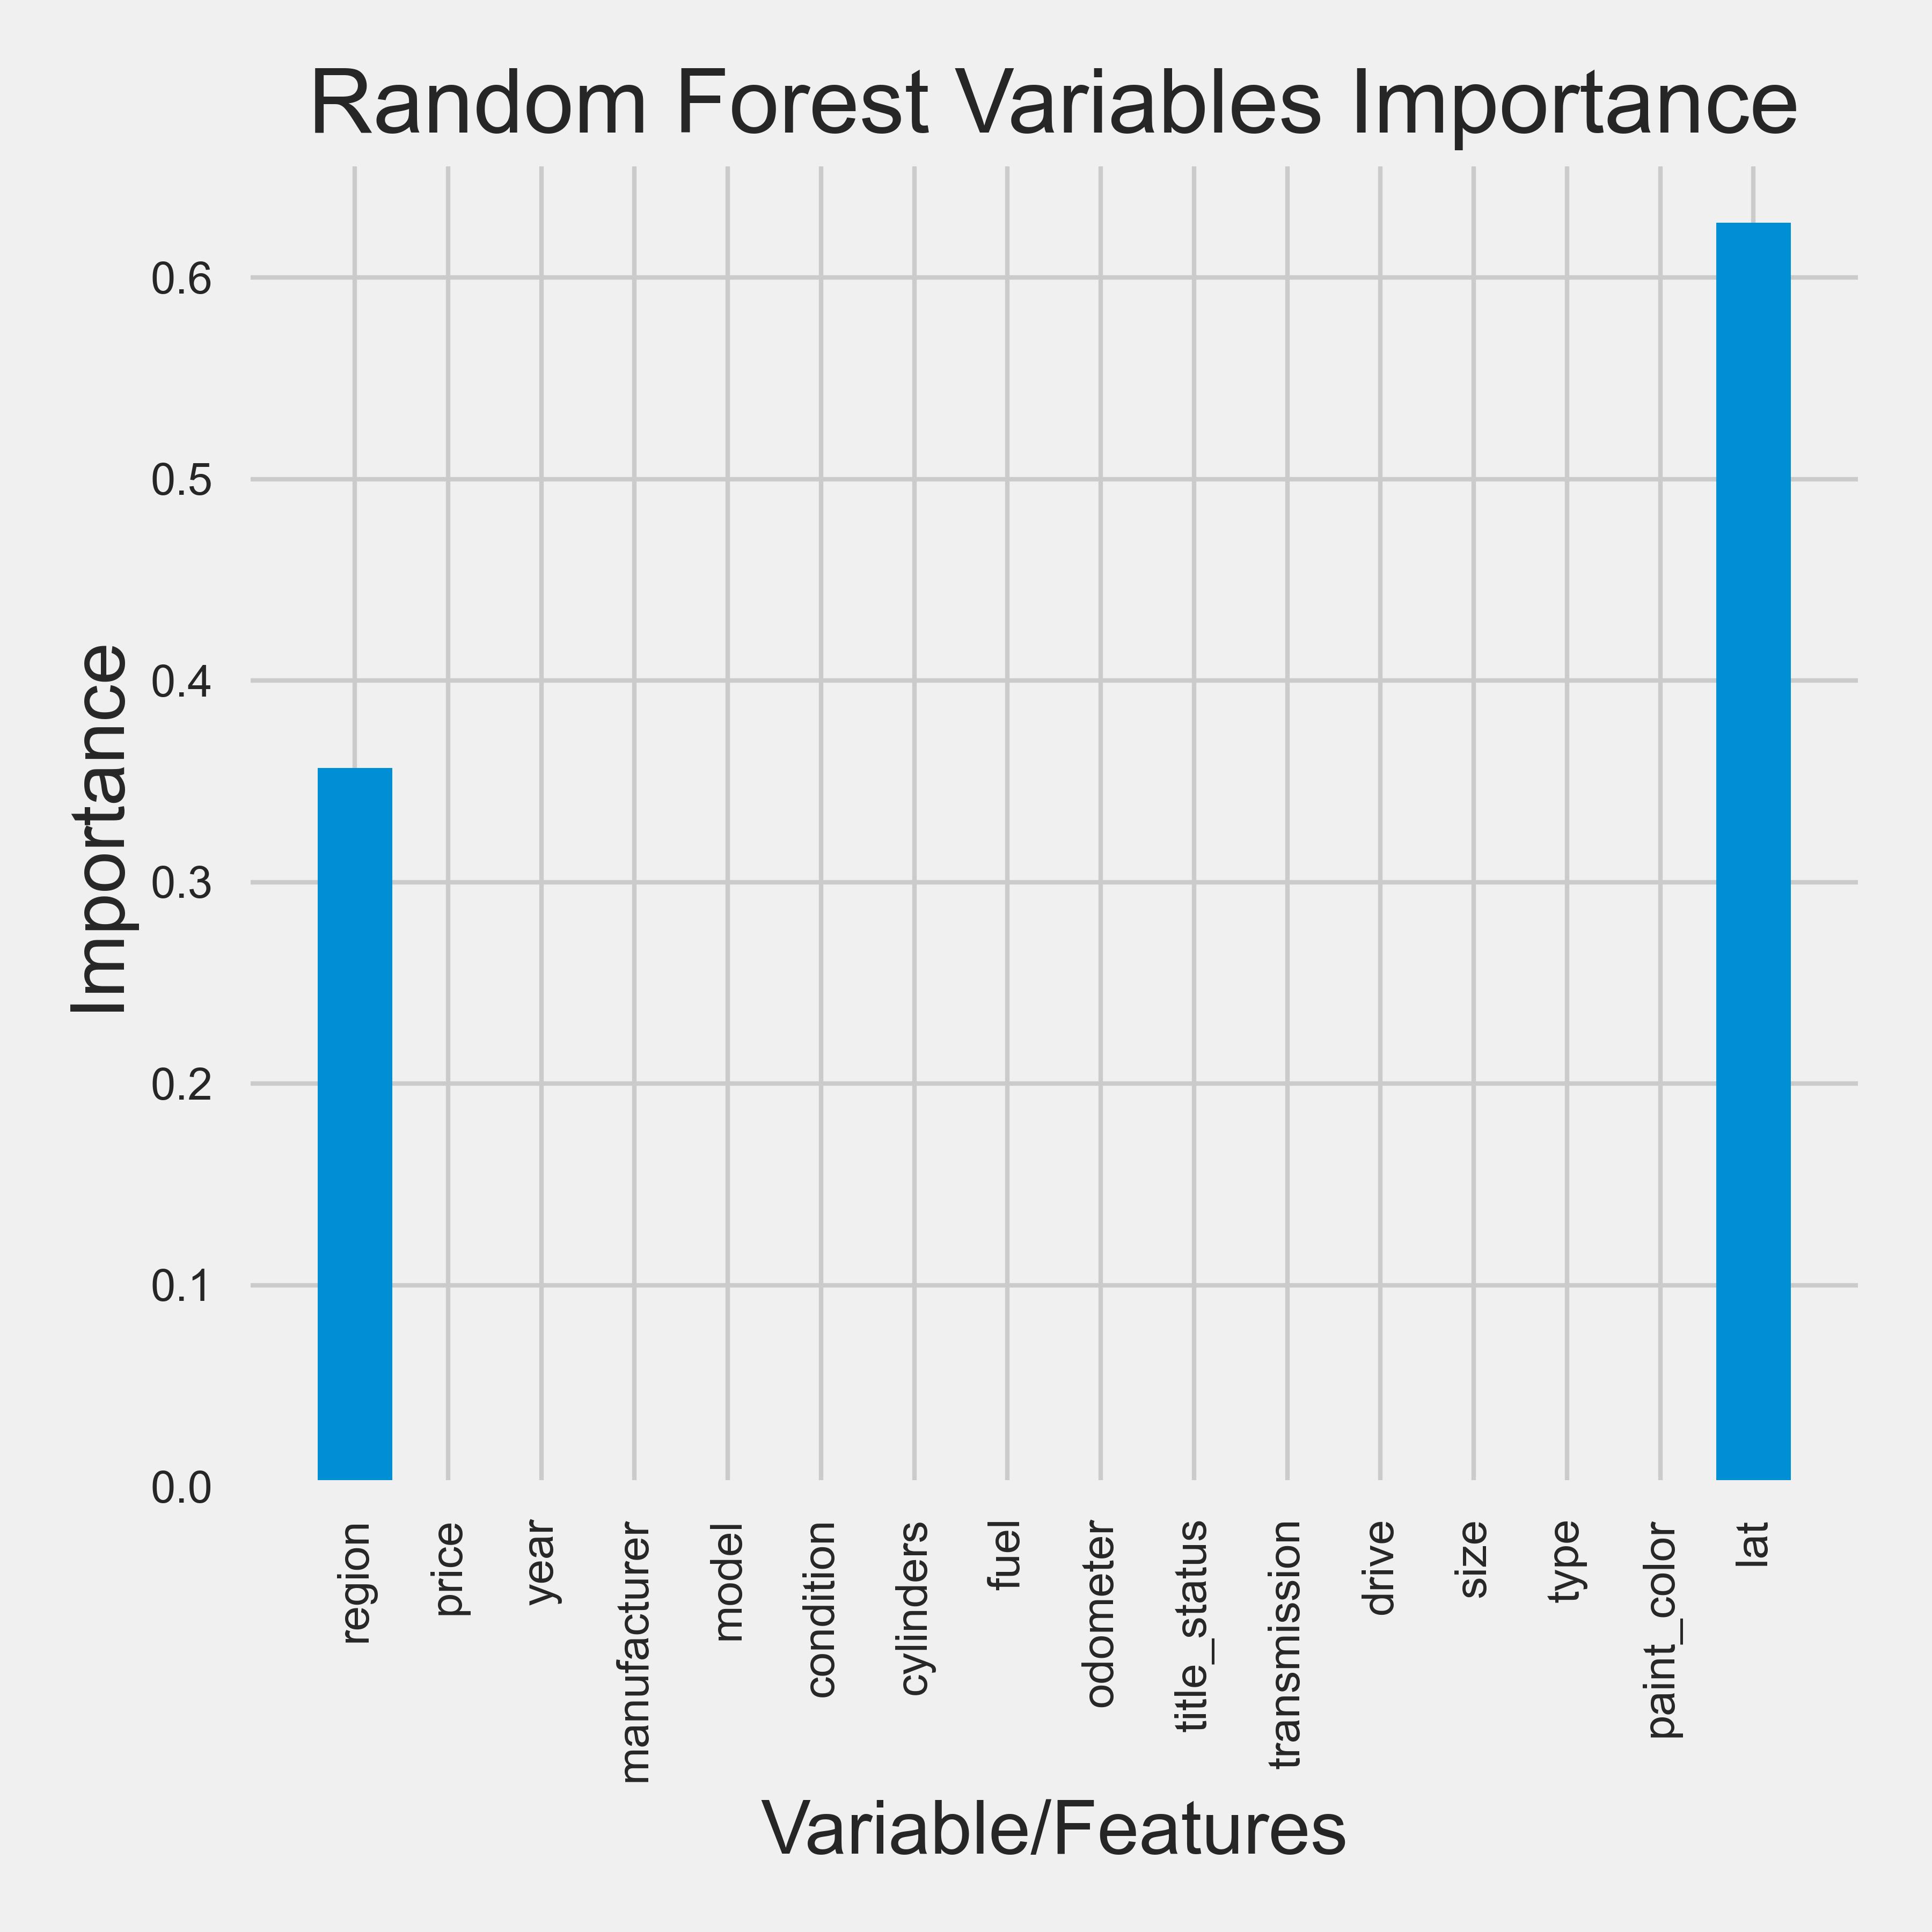 Random Forest Variables Importance
Importance
0.6
0.5
0.4
0.3
0.2
0.1
0.0
region
price
year
manufacturer
model
condition
cylinders
fuel
odometer
title_status
transmission
drive
size
type
paint_color
lat
Variable/Features